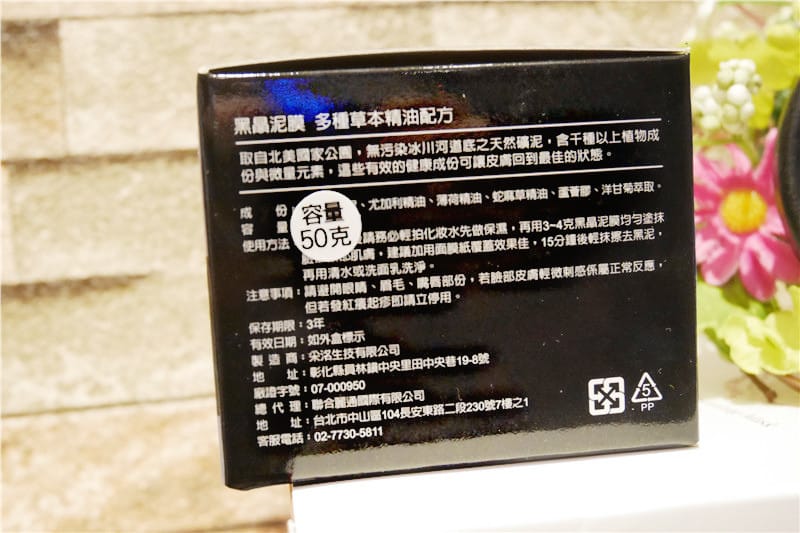 黑晶泥膜 多種草本精油配方
取自北美國家公園，無污染冰川河道底之天然礦泥，含千種以上植物成
份與微量元素，這些有效的健康成份可讓皮膚回到最佳的狀態。
成 份 、尤加利精油、薄荷精油、蛇麻草精油、蘆薈膠、洋甘菊萃取。
容 量
容量
50克
使用方法 請務必輕拍化妝水先做保濕，再用3~4克黑晶泥膜均勻塗抹
肌膚，建議加用面膜紙覆蓋效果佳，15分鐘後輕抹擦去黑泥，
再用清水或洗面乳洗淨。
注意事項：請避開眼睛、眉毛、嘴唇部份，若臉部皮膚輕微刺感係屬正常反應，
但若發紅癢起疹即請立停用。
保存期限：3年
有效日期：如外盒標示
製 造 商：采洺生技有限公司
地 址：彰化縣員林鎮中央里田中央巷19-8號
廠證字號：07-000950
總 代 理：聯合麗通國際有限公司
地 址：台北市中山區104長安東路二段230號7樓之1
客服電話：02-7730-5811
5
PP